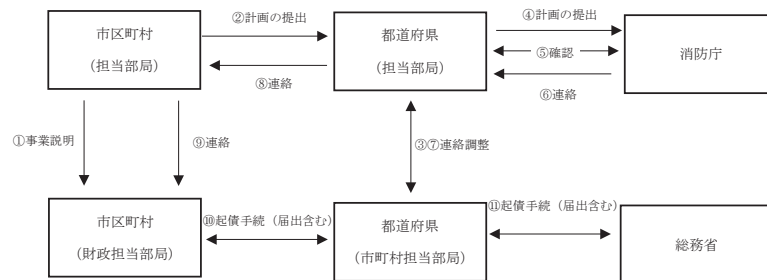 市区町村
(担当部局)
②計画の提出
⑧連絡
都道府県
(担当部局)
④計画の提出
⑤確認
⑥連絡
消防庁
①事業説明
⑨連絡
③⑦連絡調整
市区町村
(財政担当部局)
⑩起債手続(届出含む)
都道府県
(市町村担当部局)
⑪起債手続(届出含む)
総務省